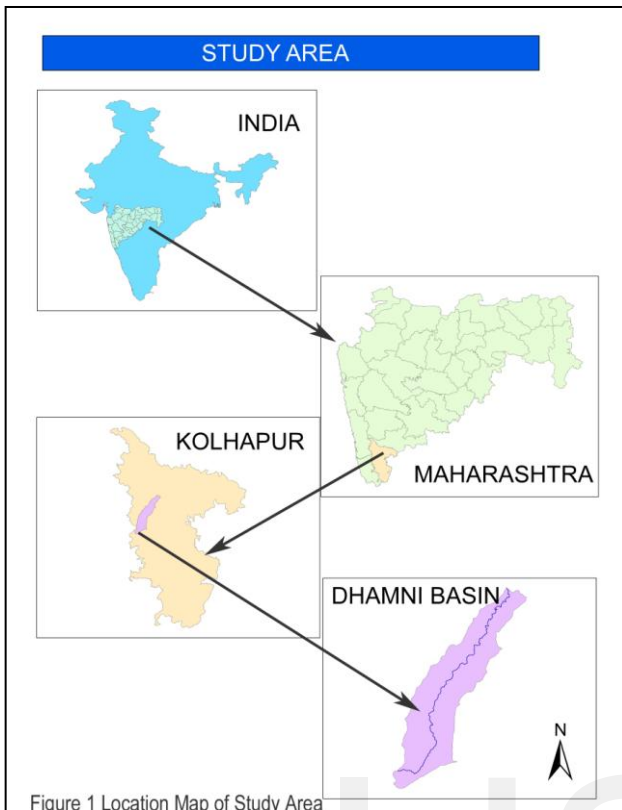 STUDY AREA
INDIA
MAHARASHTRA
KOLHAPUR
DHAMNI BASIN
N
Figure 1 Location Map of Study Area